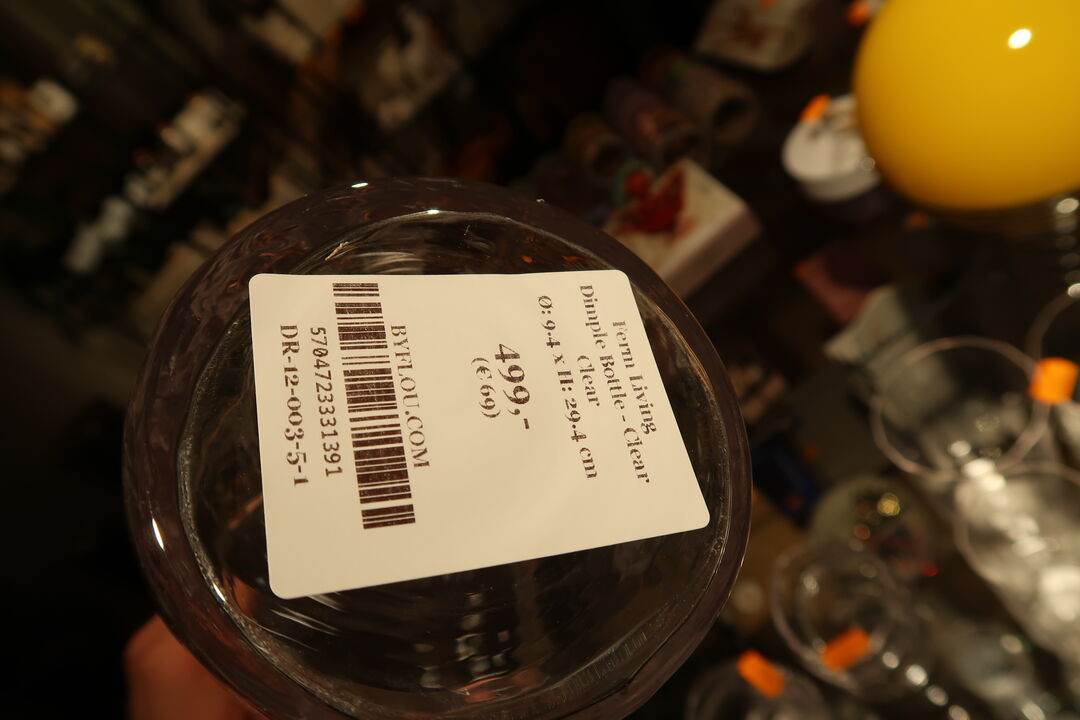 Ferm Living
Dimple Bottle - Clear
Clear
Ø: 9.4 x H: 29.4 cm
499,-
(€ 69)
BYFLOU.COM
5704723331391
DR-12-003-5-1